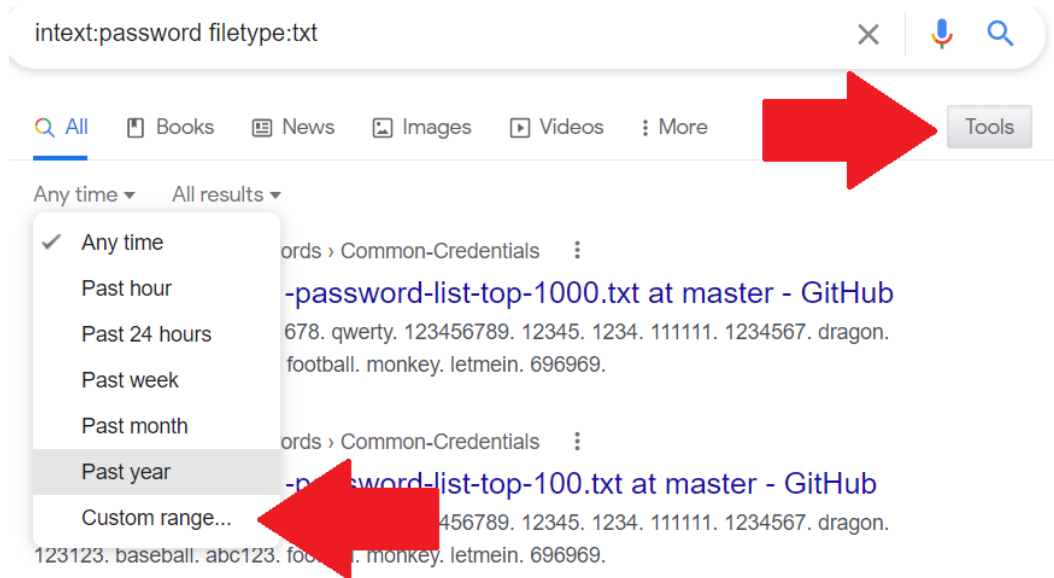 intext:password filetype:txt
All Books News Images Videos More Tools
Any time All results
Any time
ords › Common-Credentials
Past hour
-password-list-top-1000.txt at master - GitHub
Past 24 hours
678. qwerty. 123456789. 12345. 1234. 111111. 1234567. dragon.
football. monkey. letmein. 696969.
Past week
Past month
ords › Common-Credentials
Past year
sword-list-top-100.txt at master - GitHub
Custom range...
456789. 12345. 1234. 111111. 1234567. dragon.
123123. baseball. abc123. monkey. letmein. 696969.